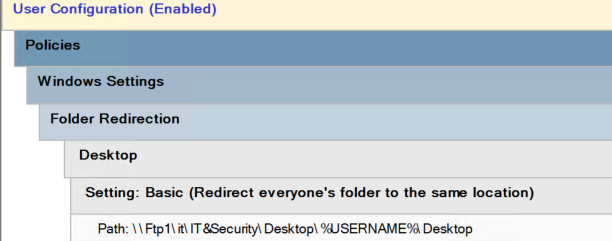 User Configuration (Enabled)
Policies
Windows Settings
Folder Redirection
Desktop
Setting: Basic (Redirect everyone's folder to the same location)
Path: \\Ftp1\it\IT&Security\Desktop\%USERNAME%\Desktop